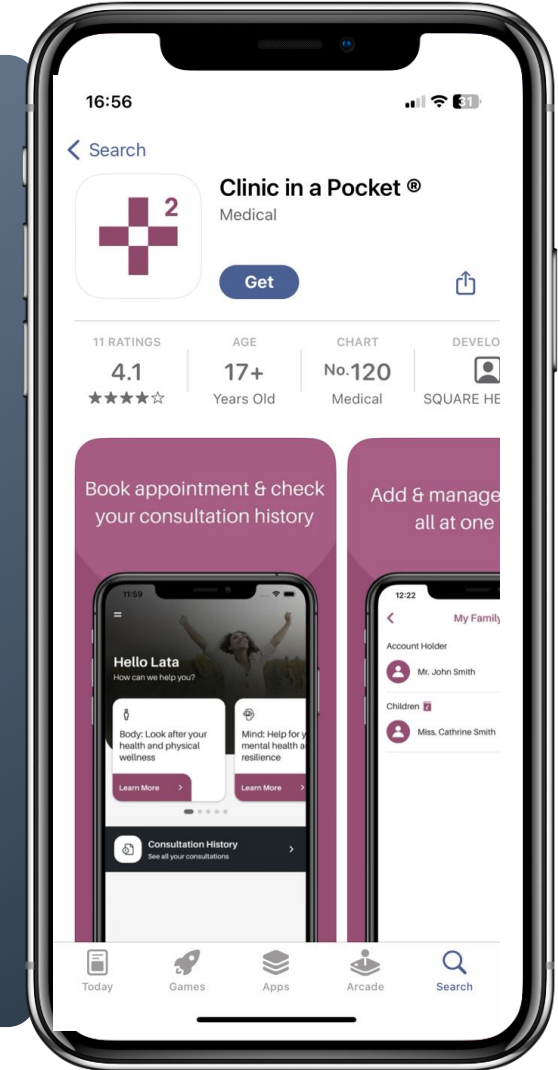 16:56
31
Search
2
Clinic in a Pocket ®
Medical
Get
11 RATINGS
AGE
CHART
DEVELO
4.1
17+
No.120
Years Old
Medical
SQUARE HE
Book appointment & check
your consultation history
Add & manage
all at one
11:59
Hello Lata
How can we help you?
Body: Look after your
health and physical
wellness
Learn More
Mind: Help for y
mental health a
resilience
Learn More
Consultation History
See all your consultations
12:22
My Family
Account Holder
Mr. John Smith
Children
Miss. Cathrine Smith
Today
Games
Apps
Arcade
Search